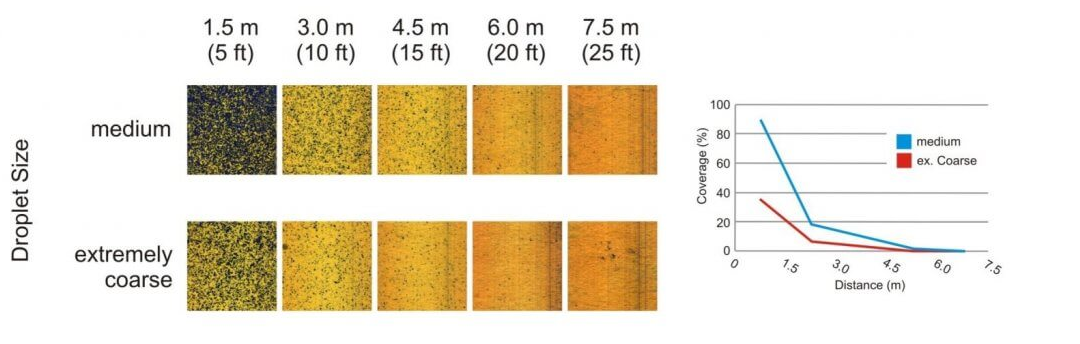 1.5 m
(5 ft)
3.0 m
(10 ft)
4.5 m
(15 ft)
6.0 m
(20 ft)
7.5 m
(25 ft)
Droplet Size
medium
extremely
coarse
Coverage (%)
100
80
60
40
20
0
medium
ex. Coarse
0
1.5
3.0
4.5
6.0
7.5
Distance (m)